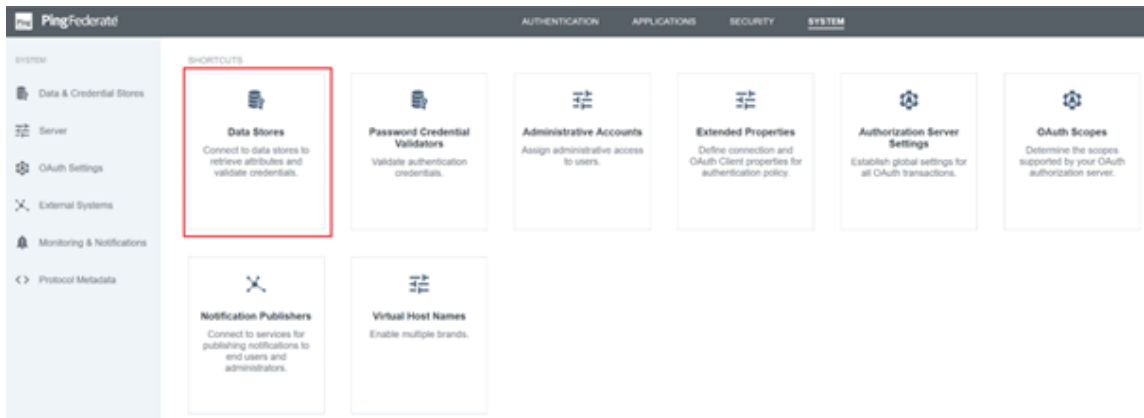 Ping PingFederate AUTHENTICATION APPLICATIONS SECURITY SYSTEM
SYSTEM
Data & Credential Stores
Server
OAuth Settings
External Systems
Monitoring & Notifications
Protocol Metadata
SHORTCUTS
Data Stores
Connect to data stores to
retrieve attributes and
validate credentials.
Password Credential
Validators
Validate authentication
credentials.
Administrative Accounts
Assign administrative access
to users.
Extended Properties
Define connection and
OAuth Client properties for
authentication policy.
Authorization Server
Settings
Establish global settings for
all OAuth transactions.
OAuth Scopes
Determine the scopes
supported by your OAuth
authorization server.
Notification Publishers
Connect to services for
publishing notifications to
end users and
administrators.
Virtual Host Names
Enable multiple brands.